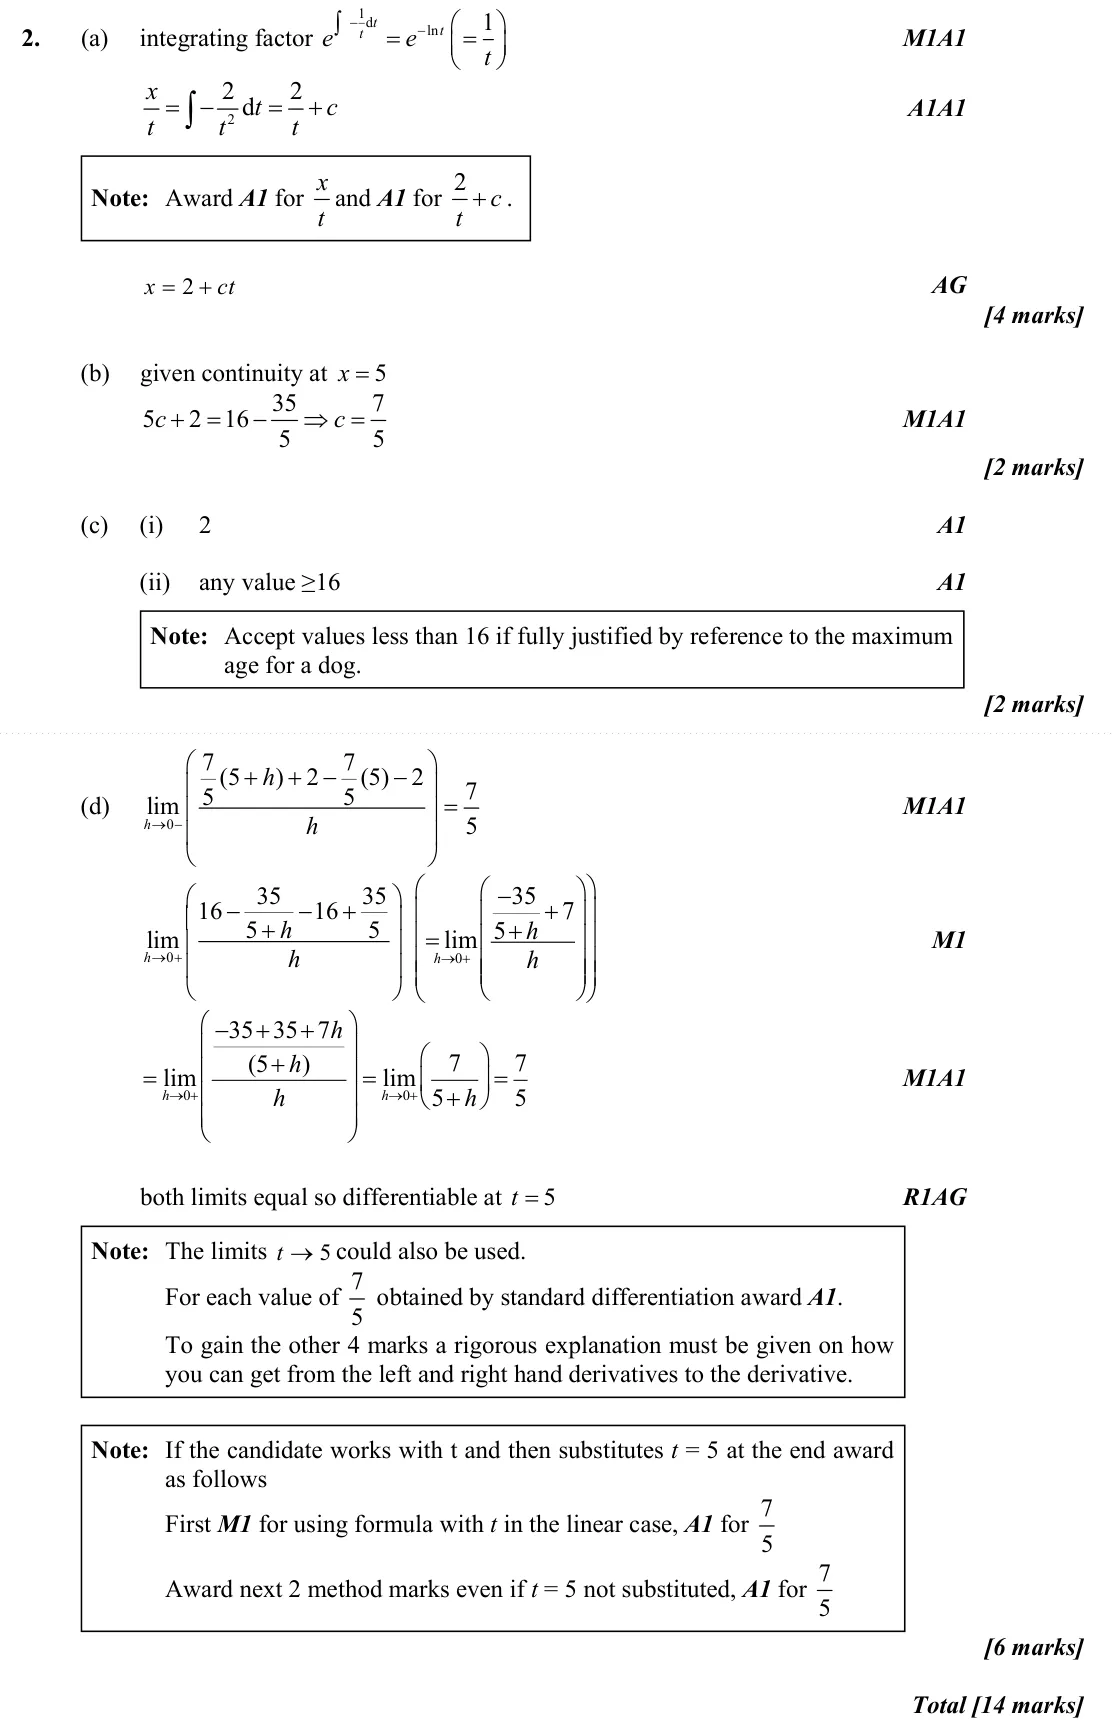 2. (a) integrating factor e^{∫ -1/t dt} = e^{-ln t} (= 1/t) M1A1
x/t = ∫ -2/t² dt = 2/t + c A1A1
Note: Award A1 for x/t and A1 for 2/t + c.
x = 2 + ct AG
[4 marks]
(b) given continuity at x = 5
5c + 2 = 16 - 35/5 ⇒ c = 7/5 M1A1
[2 marks]
(c) (i) 2 A1
(ii) any value ≥16 A1
Note: Accept values less than 16 if fully justified by reference to the maximum
age for a dog.
[2 marks]
(d) lim_{h→0-} ((7/5(5 + h) + 2 - 7/5(5) - 2)/h) = 7/5 M1A1
lim_{h→0+} ((16 - 35/(5 + h) - 16 + 35/5)/h) (= lim_{h→0+} ((-35/(5 + h) + 7)/h)) M1
= lim_{h→0+} (((-35 + 35 + 7h)/(5 + h))/h) = lim_{h→0+} (7/(5 + h)) = 7/5 M1A1
both limits equal so differentiable at t = 5 R1AG
Note: The limits t → 5 could also be used.
For each value of 7/5 obtained by standard differentiation award A1.
To gain the other 4 marks a rigorous explanation must be given on how
you can get from the left and right hand derivatives to the derivative.
Note: If the candidate works with t and then substitutes t = 5 at the end award
as follows
First M1 for using formula with t in the linear case, A1 for 7/5
Award next 2 method marks even if t = 5 not substituted, A1 for 7/5
[6 marks]
Total [14 marks]